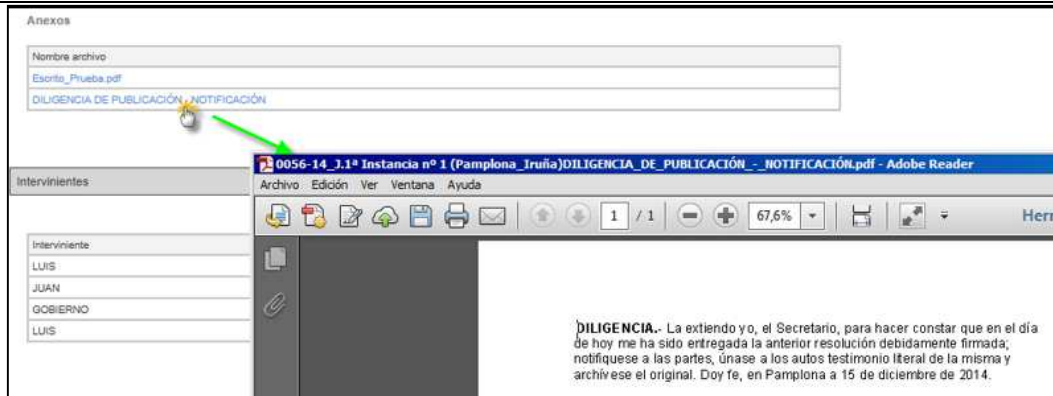 Anexos
Nombre archivo
Escrito_Prueba.pdf
DILIGENCIA DE PUBLICACIÓN - NOTIFICACIÓN
0056-14_J.1ª Instancia nº 1 (Pamplona_Iruña)DILIGENCIA_DE_PUBLICACIÓN_-_NOTIFICACIÓN.pdf - Adobe Reader
Intervinientes
Archivo Edición Ver Ventana Ayuda
1 / 1 67,6% Herr
Interviniente
LUIS
JUAN
GOBIERNO
LUIS
DILIGENCIA.- La extiendo yo, el Secretario, para hacer constar que en el día
de hoy me ha sido entregada la anterior resolución debidamente firmada;
notifiquese a las partes, únase a los autos testimonio literal de la misma y
archívese el original. Doy fe, en Pamplona a 15 de diciembre de 2014.